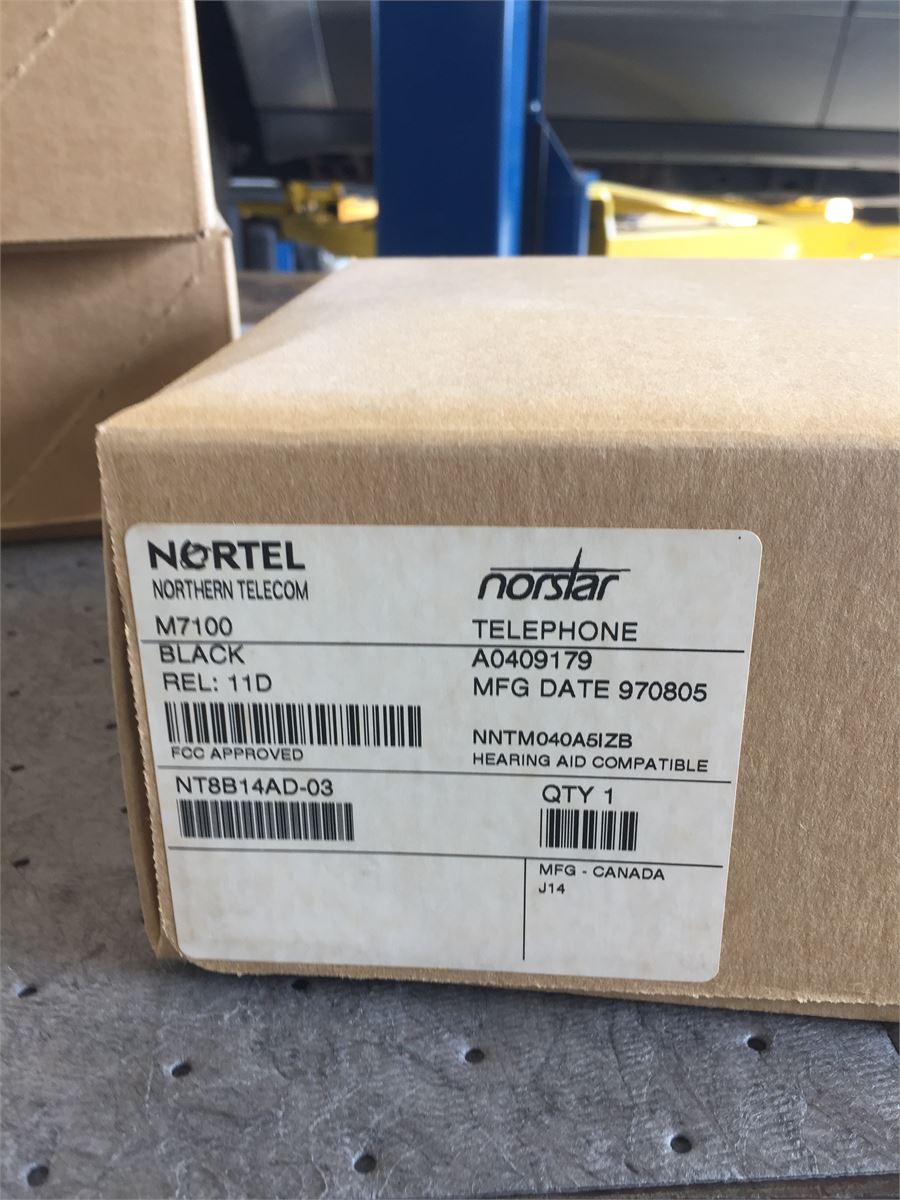 NORTEL
NORTHERN TELECOM
norstar
M7100
TELEPHONE
BLACK
A0409179
REL: 11D
MFG DATE 970805
NNTM040A5IZB
FCC APPROVED
HEARING AID COMPATIBLE
NT8B14AD-03
QTY 1
MFG - CANADA
J14